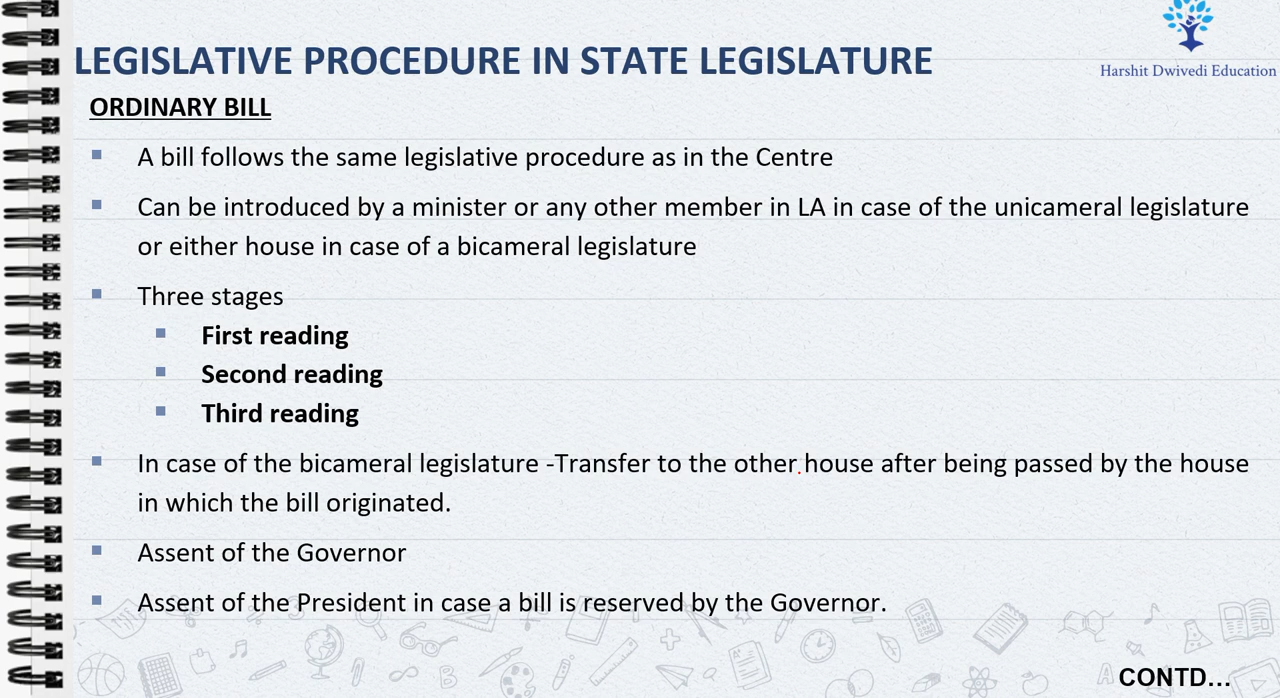 Harshit Dwivedi Education
LEGISLATIVE PROCEDURE IN STATE LEGISLATURE
ORDINARY BILL
A bill follows the same legislative procedure as in the Centre
Can be introduced by a minister or any other member in LA in case of the unicameral legislature
or either house in case of a bicameral legislature
Three stages
First reading
Second reading
Third reading
In case of the bicameral legislature -Transfer to the other house after being passed by the house
in which the bill originated.
Assent of the Governor
Assent of the President in case a bill is reserved by the Governor.
CONTD...